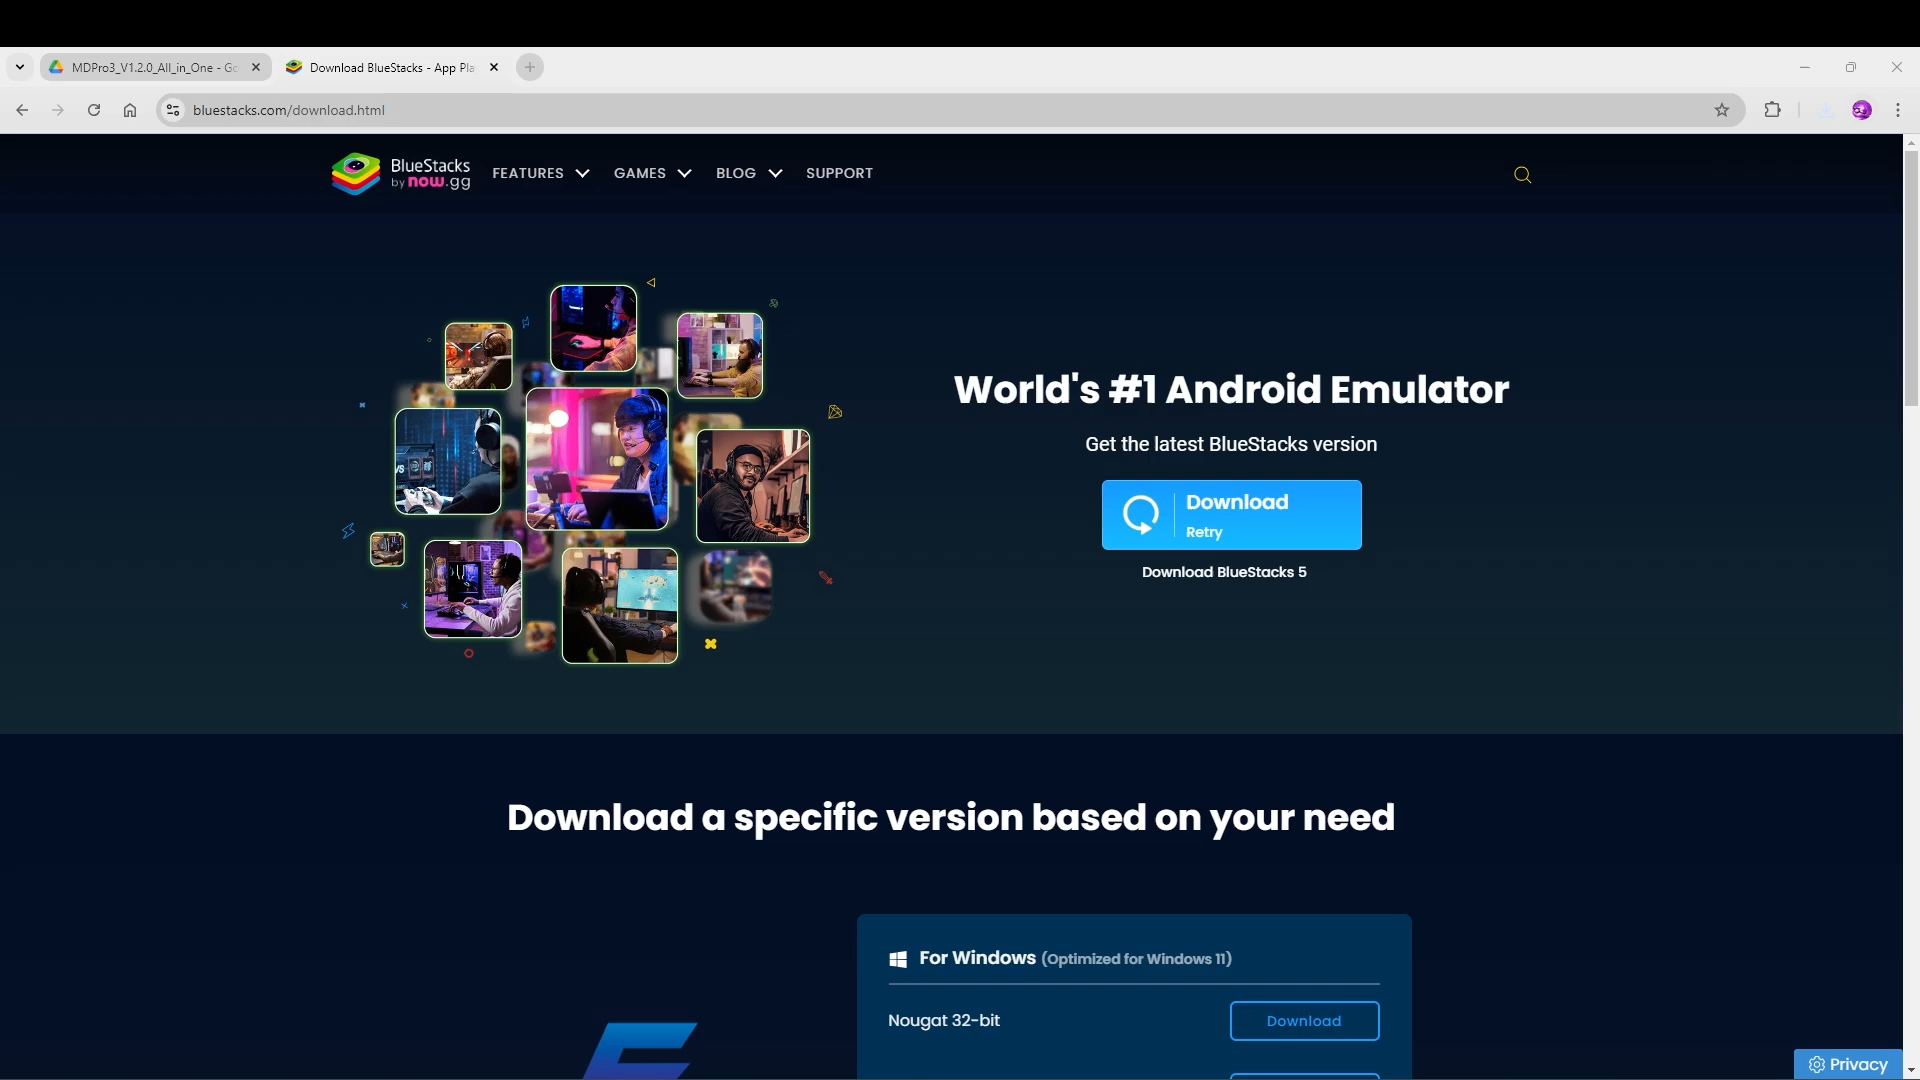 MDPro3_V1.2.0_All_in_One - Go
Download BlueStacks - App Pla
bluestacks.com/download.html
BlueStacks
by now.gg
FEATURES
GAMES
BLOG
SUPPORT
World's #1 Android Emulator
Get the latest BlueStacks version
Download
Retry
Download BlueStacks 5
Download a specific version based on your need
For Windows (Optimized for Windows 11)
Nougat 32-bit
Download
Privacy